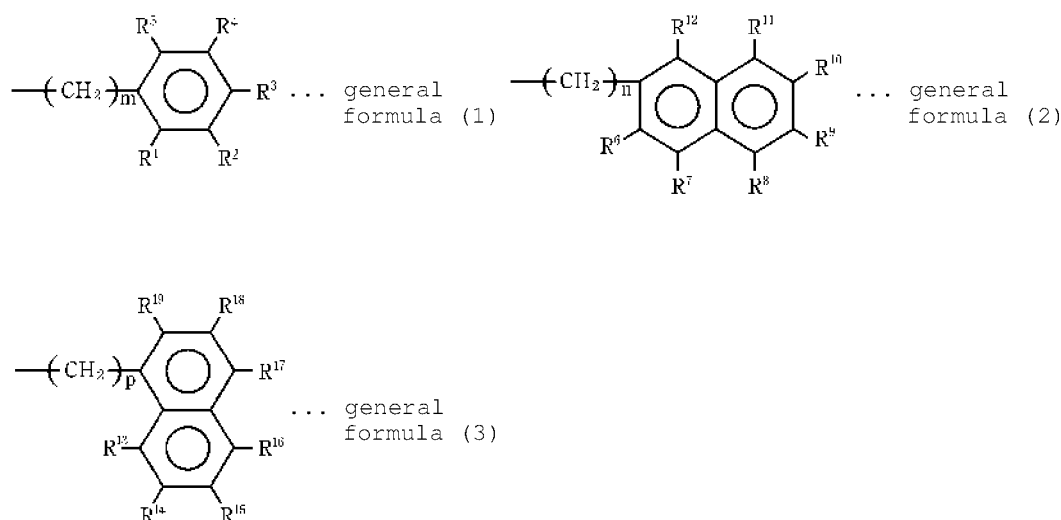 R⁵ R⁴
(CH₂)m R³ ... general
formula (1)
R¹ R²
R¹² R¹¹
(CH₂)n R¹⁰ ... general
formula (2)
R⁶ R⁹
R⁷ R⁸
R¹⁹ R¹⁸
(CH₂)p R¹⁷
... general
formula (3)
R¹³ R¹⁶
R¹⁴ R¹⁵